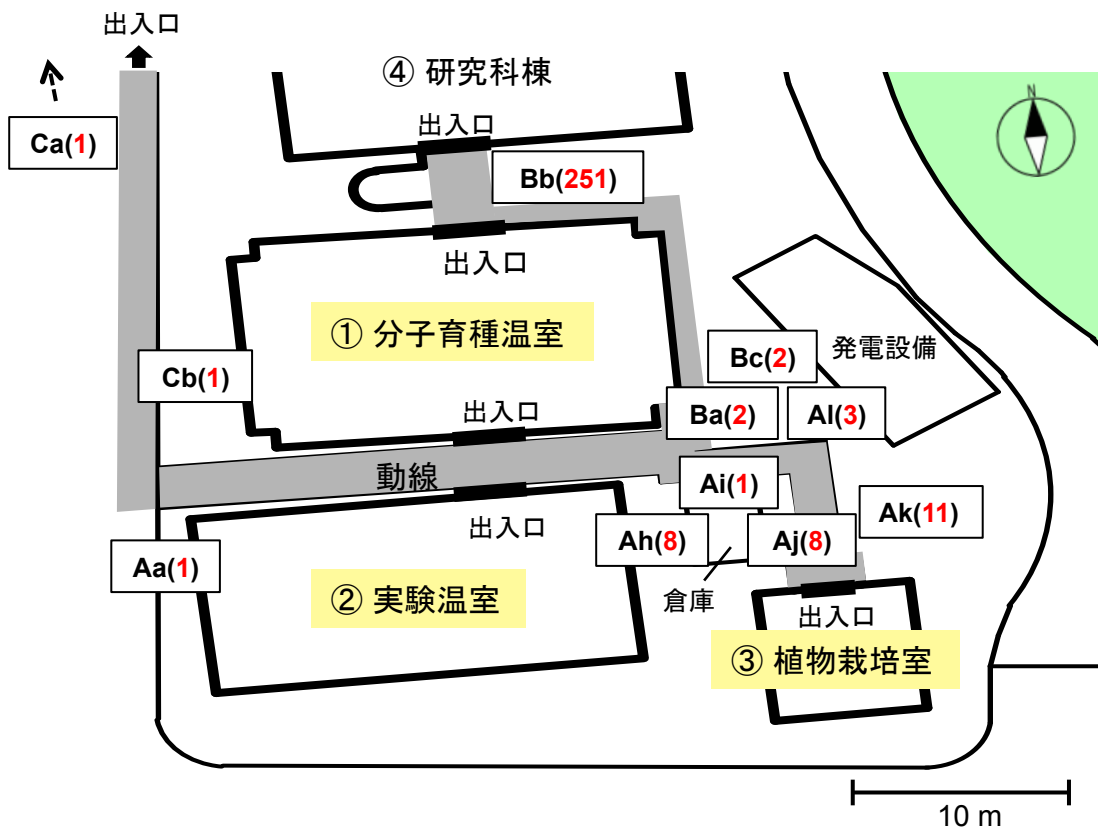 出入口
④ 研究科棟
N
Ca(1)
出入口
Bb(251)
出入口
① 分子育種温室
発電設備
Bc(2)
Cb(1)
出入口
Ba(2)
Al(3)
動線
Ai(1)
出入口
Ah(8)
Aj(8)
Ak(11)
Aa(1)
② 実験温室
倉庫
出入口
③ 植物栽培室
10 m